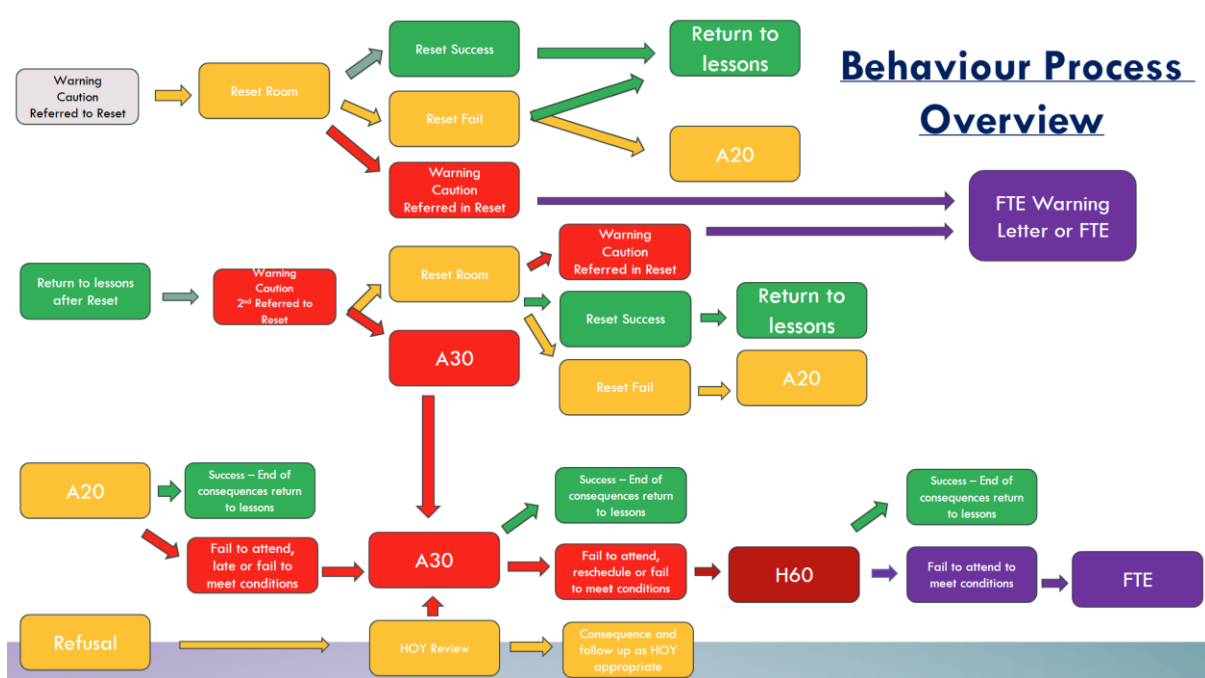 Behaviour Process
Overview
Warning
Caution
Referred to Reset
Reset Room
Reset Success
Return to
lessons
Reset Fail
A20
Warning
Caution
Referred in Reset
FTE Warning
Letter or FTE
Return to lessons
after Reset
Warning
Caution
2nd Referred to
Reset
Reset Room
Warning
Caution
Referred in Reset
Reset Success
Return to
lessons
A30
Reset Fail
A20
A20
Success – End of
consequences return
to lessons
Fail to attend,
late or fail to
meet conditions
A30
Success – End of
consequences return
to lessons
Fail to attend,
reschedule or fail
to meet conditions
H60
Success – End of
consequences return
to lessons
Fail to attend to
meet conditions
FTE
Refusal
HOY Review
Consequence and
follow up as HOY
appropriate